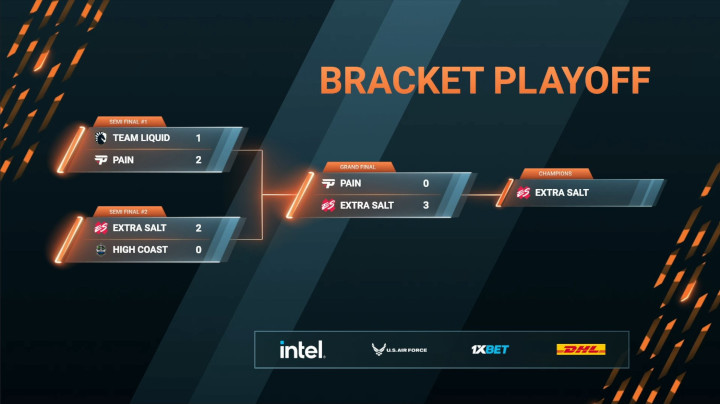 BRACKET PLAYOFF
SEMI FINAL #1
TEAM LIQUID 1
PAIN 2
SEMI FINAL #2
EXTRA SALT 2
HIGH COAST 0
GRAND FINAL
PAIN 0
EXTRA SALT 3
CHAMPIONS
EXTRA SALT
intel. U.S. AIR FORCE 1XBET DHL